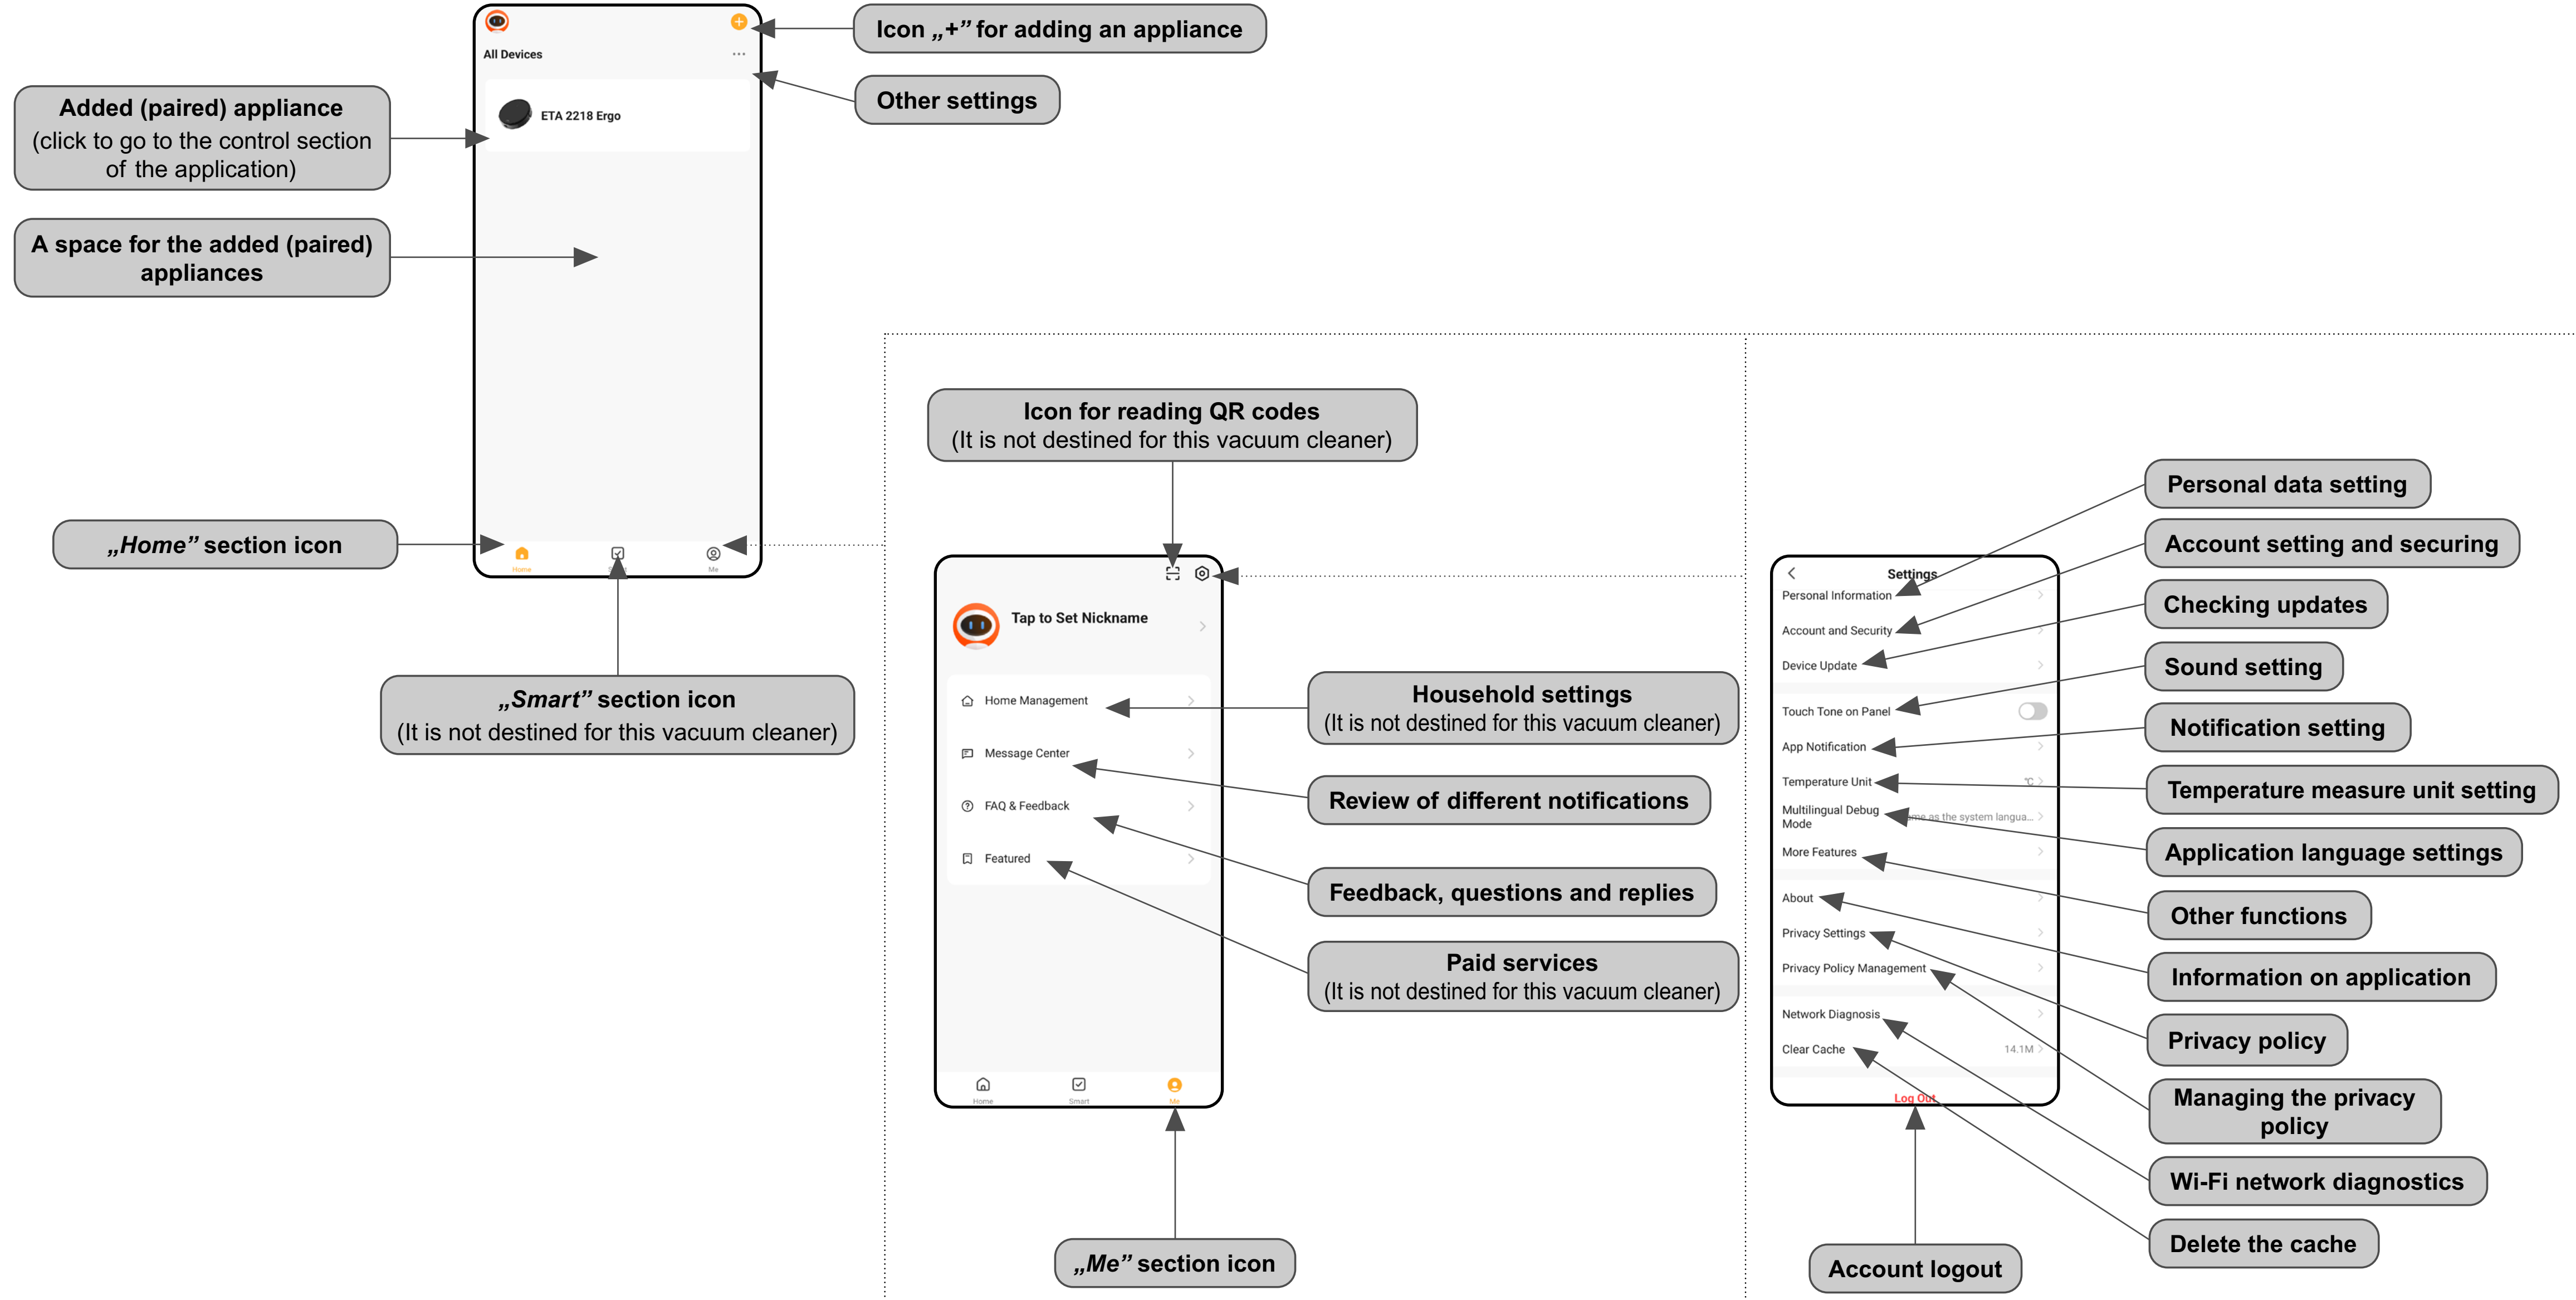 Icon „+” for adding an appliance
All Devices
Other settings
Added (paired) appliance
(click to go to the control section
of the application)
ETA 2218 Ergo
A space for the added (paired)
appliances
„Home” section icon
Home
Me
„Smart” section icon
(It is not destined for this vacuum cleaner)
Icon for reading QR codes
(It is not destined for this vacuum cleaner)
Tap to Set Nickname
Home Management
Message Center
FAQ & Feedback
Featured
Household settings
(It is not destined for this vacuum cleaner)
Review of different notifications
Feedback, questions and replies
Paid services
(It is not destined for this vacuum cleaner)
Home
Smart
Me
„Me” section icon
Settings
Personal Information
Account and Security
Device Update
Touch Tone on Panel
App Notification
Temperature Unit
°C
Multilingual Debug
Mode
as the system langua...
More Features
About
Privacy Settings
Privacy Policy Management
Network Diagnosis
Clear Cache
14.1M
Log Out
Personal data setting
Account setting and securing
Checking updates
Sound setting
Notification setting
Temperature measure unit setting
Application language settings
Other functions
Information on application
Privacy policy
Managing the privacy
policy
Wi-Fi network diagnostics
Delete the cache
Account logout